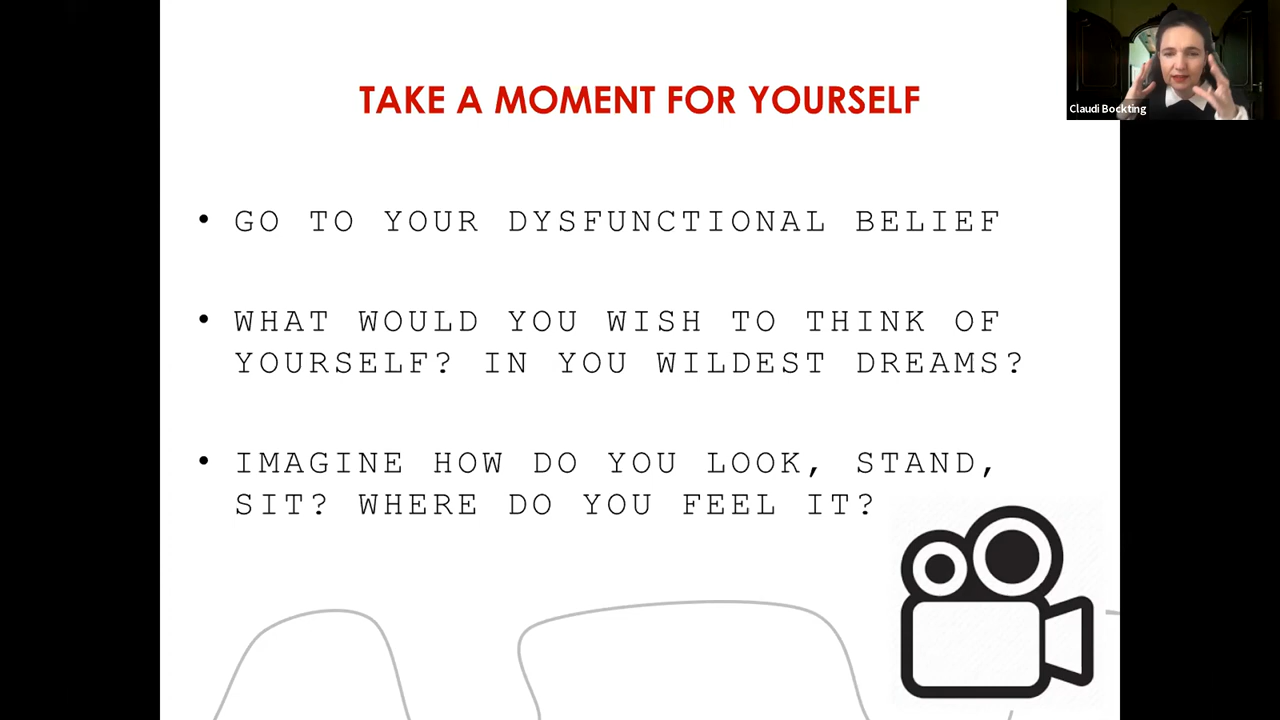 TAKE A MOMENT FOR YOURSELF
Claudi Bockting
• GO TO YOUR DYSFUNCTIONAL BELIEF
• WHAT WOULD YOU WISH TO THINK OF
YOURSELF? IN YOU WILDEST DREAMS?
• IMAGINE HOW DO YOU LOOK, STAND,
SIT? WHERE DO YOU FEEL IT?